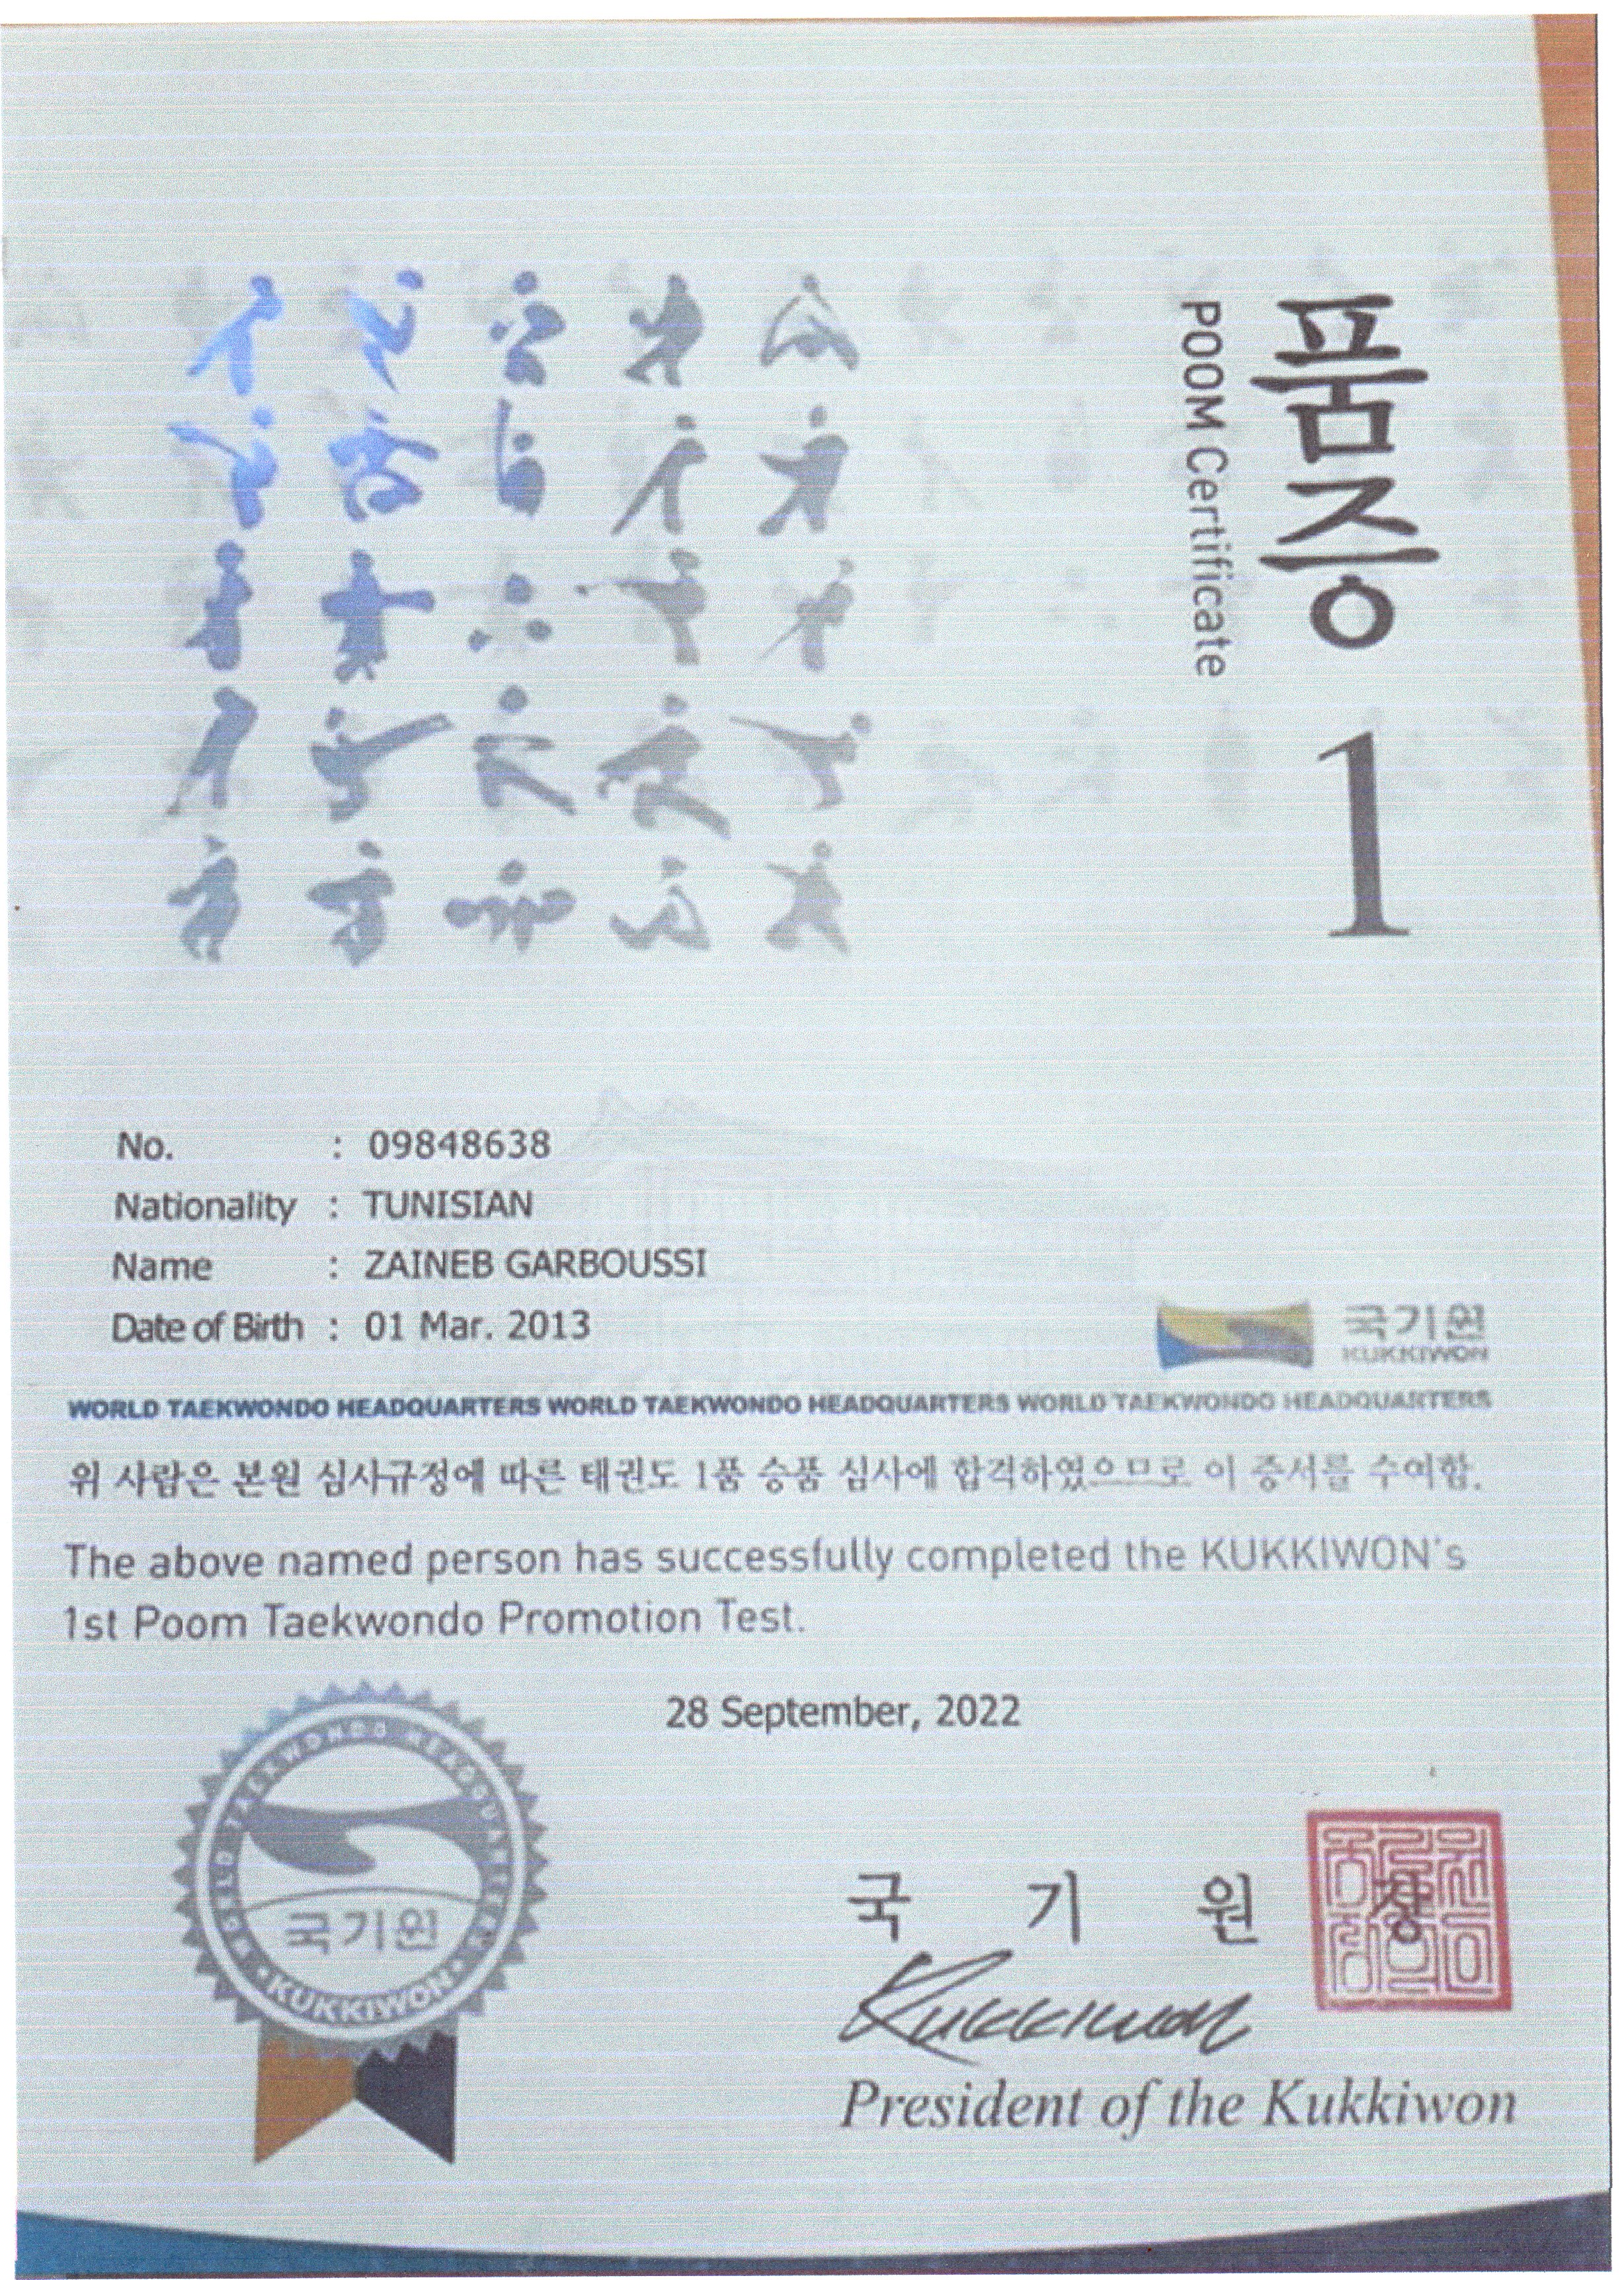 품증 1
POOM Certificate
No. : 09848638
Nationality : TUNISIAN
Name : ZAINEB GARBOUSSI
Date of Birth : 01 Mar. 2013
국기원
KUKKIWON
WORLD TAEKWONDO HEADQUARTERS WORLD TAEKWONDO HEADQUARTERS WORLD TAEKWONDO HEADQUARTERS
위 사람은 본원 심사규정에 따른 태권도 1품 승품 심사에 합격하였으므로 이 증서를 수여함.
The above named person has successfully completed the KUKKIWON's
1st Poom Taekwondo Promotion Test.
28 September, 2022
WORLD TAEKWONDO HEADQUARTERS
국기원
•KUKKIWON•
국 기 원 장
Kukkiwon
President of the Kukkiwon